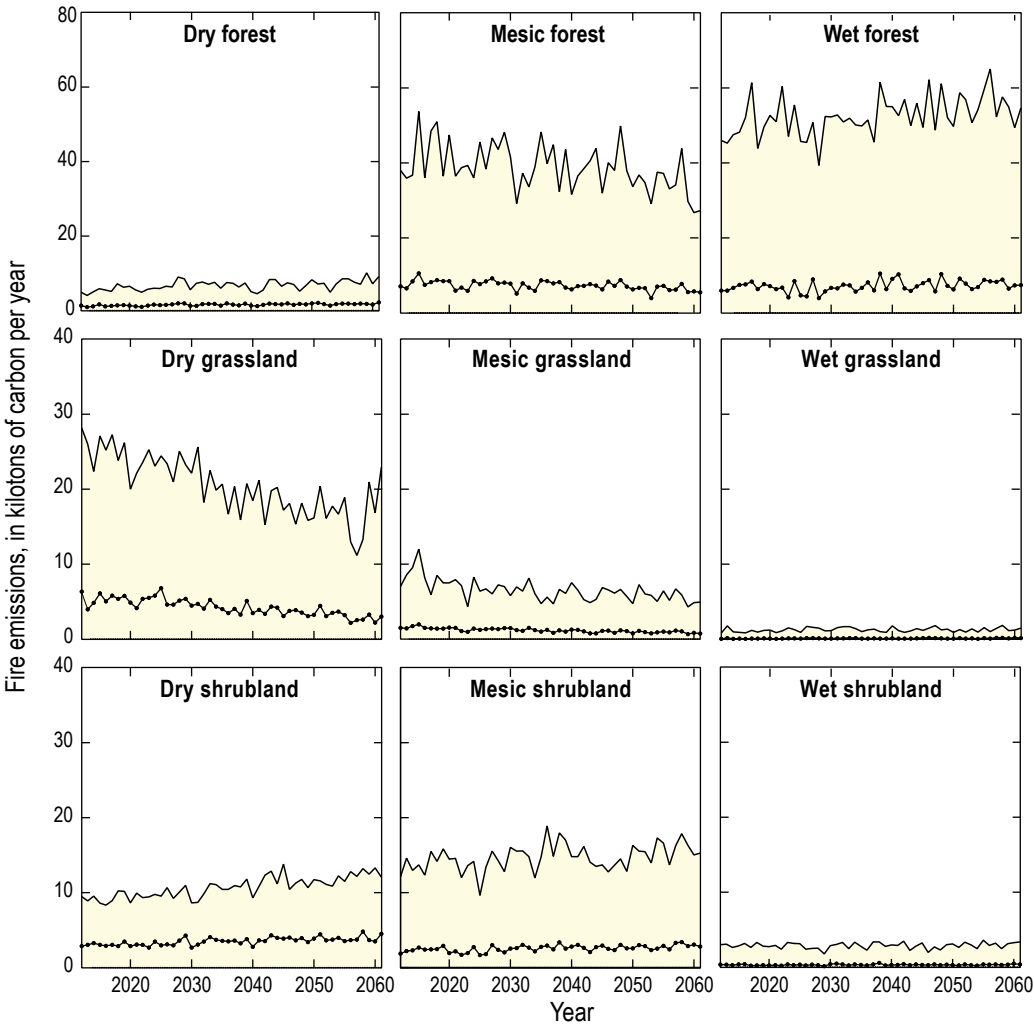 Fire emissions, in kilotons of carbon per year
80
60
40
20
0
Dry forest
Mesic forest
Wet forest
40
30
20
10
0
Dry grassland
Mesic grassland
Wet grassland
40
30
20
10
0
Dry shrubland
Mesic shrubland
Wet shrubland
2020 2030 2040 2050 2060
2020 2030 2040 2050 2060
2020 2030 2040 2050 2060
Year